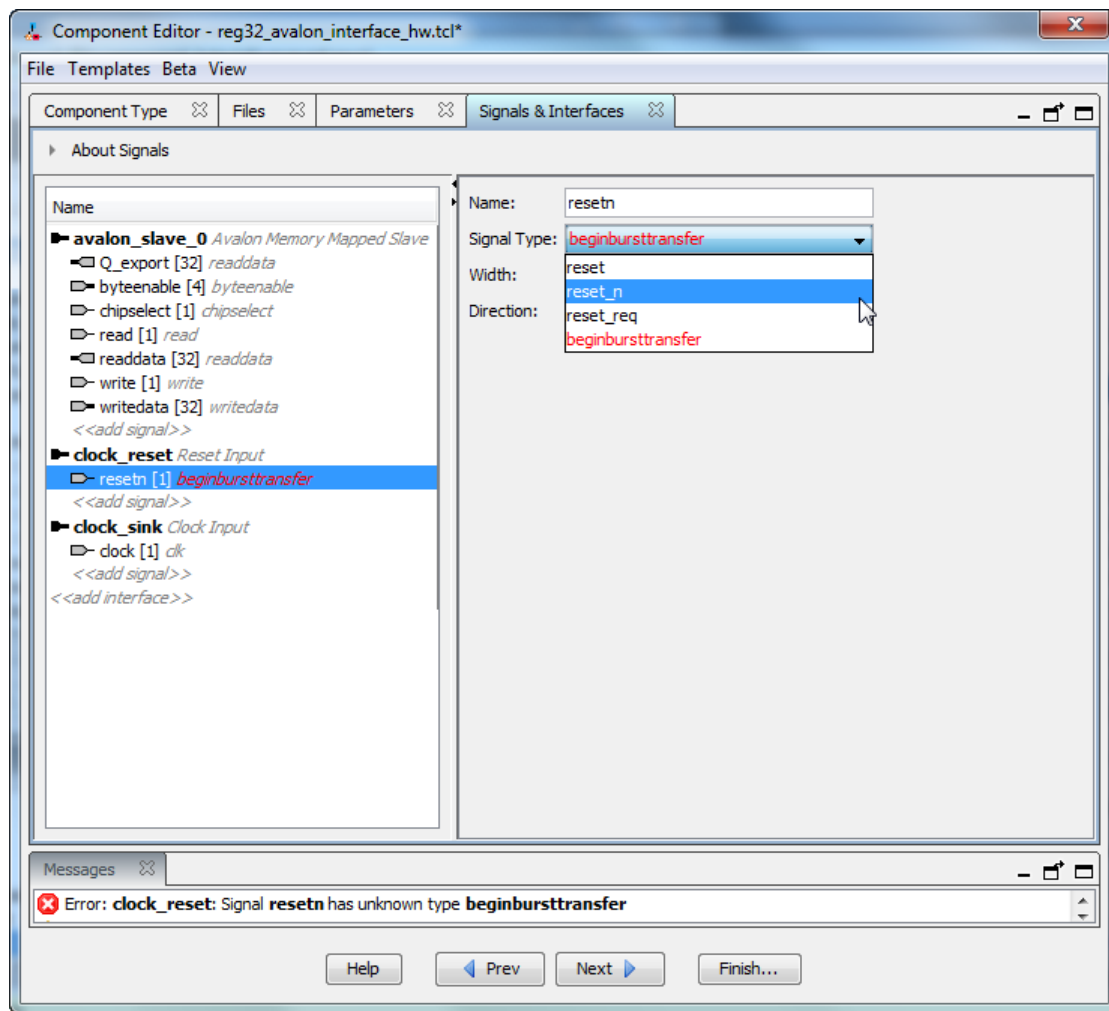 Component Editor - reg32_avalon_interface_hw.tcl*
File Templates Beta View
Component Type Files Parameters Signals & Interfaces
About Signals
Name
avalon_slave_0 Avalon Memory Mapped Slave
Q_export [32] readdata
byteenable [4] byteenable
chipselect [1] chipselect
read [1] read
readdata [32] readdata
write [1] write
writedata [32] writedata
<<add signal>>
clock_reset Reset Input
resetn [1] beginbursttransfer
<<add signal>>
clock_sink Clock Input
clock [1] clk
<<add signal>>
<<add interface>>
Name: resetn
Signal Type: beginbursttransfer
Width:
Direction:
reset
reset_n
reset_req
beginbursttransfer
Messages
Error: clock_reset: Signal resetn has unknown type beginbursttransfer
Help Prev Next Finish...